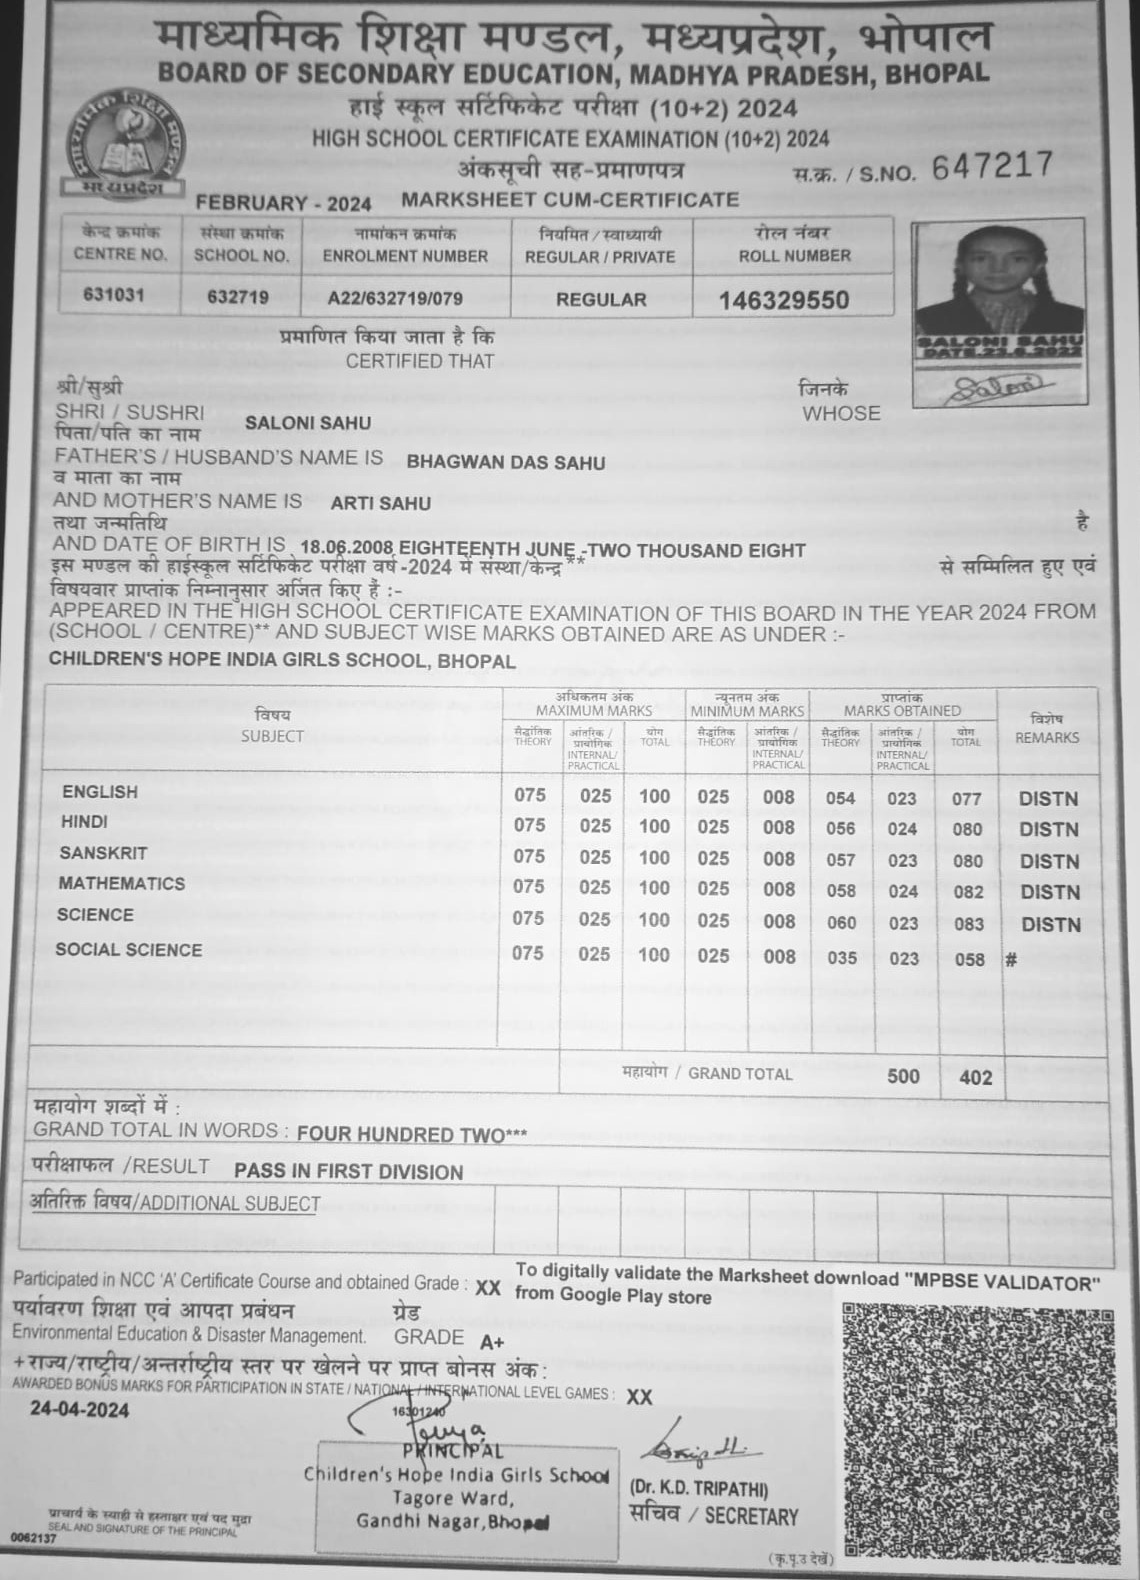 माध्यमिक शिक्षा मण्डल, मध्यप्रदेश, भोपाल
BOARD OF SECONDARY EDUCATION, MADHYA PRADESH, BHOPAL
हाई स्कूल सर्टिफिकेट परीक्षा (10+2) 2024
HIGH SCHOOL CERTIFICATE EXAMINATION (10+2) 2024
अंकसूची सह-प्रमाणपत्र
स.क्र. / S.NO. 647217
माध्यमिक शिक्षा मण्डल
मध्यप्रदेश
FEBRUARY - 2024 MARKSHEET CUM-CERTIFICATE
केन्द्र क्रमांक संस्था क्रमांक नामांकन क्रमांक नियमित / स्वाध्यायी रोल नंबर
CENTRE NO. SCHOOL NO. ENROLMENT NUMBER REGULAR / PRIVATE ROLL NUMBER
631031 632719 A22/632719/079 REGULAR 146329550
SALONI SAHU
DATE.23.6.2022
Saloni
प्रमाणित किया जाता है कि
CERTIFIED THAT
श्री/सुश्री जिनके
SHRI / SUSHRI SALONI SAHU WHOSE
पिता/पति का नाम
FATHER'S / HUSBAND'S NAME IS BHAGWAN DAS SAHU
व माता का नाम
AND MOTHER'S NAME IS ARTI SAHU
तथा जन्मतिथि है
AND DATE OF BIRTH IS 18.06.2008 EIGHTEENTH JUNE -TWO THOUSAND EIGHT
इस मण्डल की हाईस्कूल सर्टिफिकेट परीक्षा वर्ष -2024 में संस्था/केन्द्र** से सम्मिलित हुए एवं
विषयवार प्राप्तांक निम्नानुसार अर्जित किए हैं :-
APPEARED IN THE HIGH SCHOOL CERTIFICATE EXAMINATION OF THIS BOARD IN THE YEAR 2024 FROM
(SCHOOL / CENTRE)** AND SUBJECT WISE MARKS OBTAINED ARE AS UNDER :-
CHILDREN'S HOPE INDIA GIRLS SCHOOL, BHOPAL
विषय अधिकतम अंक न्यूनतम अंक प्राप्तांक विशेष
SUBJECT MAXIMUM MARKS MINIMUM MARKS MARKS OBTAINED REMARKS
सैद्धांतिक आंतरिक / प्रायोगिक योग सैद्धांतिक आंतरिक / प्रायोगिक सैद्धांतिक आंतरिक / प्रायोगिक योग
THEORY INTERNAL/ PRACTICAL TOTAL THEORY INTERNAL/ PRACTICAL THEORY INTERNAL/ PRACTICAL TOTAL
ENGLISH 075 025 100 025 008 054 023 077 DISTN
HINDI 075 025 100 025 008 056 024 080 DISTN
SANSKRIT 075 025 100 025 008 057 023 080 DISTN
MATHEMATICS 075 025 100 025 008 058 024 082 DISTN
SCIENCE 075 025 100 025 008 060 023 083 DISTN
SOCIAL SCIENCE 075 025 100 025 008 035 023 058 #
महायोग / GRAND TOTAL 500 402
महायोग शब्दों में :
GRAND TOTAL IN WORDS : FOUR HUNDRED TWO***
परीक्षाफल /RESULT PASS IN FIRST DIVISION
अतिरिक्त विषय/ADDITIONAL SUBJECT
Participated in NCC 'A' Certificate Course and obtained Grade : XX
To digitally validate the Marksheet download "MPBSE VALIDATOR"
from Google Play store
पर्यावरण शिक्षा एवं आपदा प्रबंधन ग्रेड
Environmental Education & Disaster Management. GRADE A+
+राज्य/राष्ट्रीय/अन्तर्राष्ट्रीय स्तर पर खेलने पर प्राप्त बोनस अंक :
AWARDED BONUS MARKS FOR PARTICIPATION IN STATE / NATIONAL / INTERNATIONAL LEVEL GAMES : XX
24-04-2024
16301240
PRINCIPAL
Children's Hope India Girls School
Tagore Ward,
Gandhi Nagar, Bhopal
(Dr. K.D. TRIPATHI)
सचिव / SECRETARY
प्राचार्य के स्याही से हस्ताक्षर एवं पद मुद्रा
SEAL AND SIGNATURE OF THE PRINCIPAL
0062137
(कृ.पृ.उ देखें)